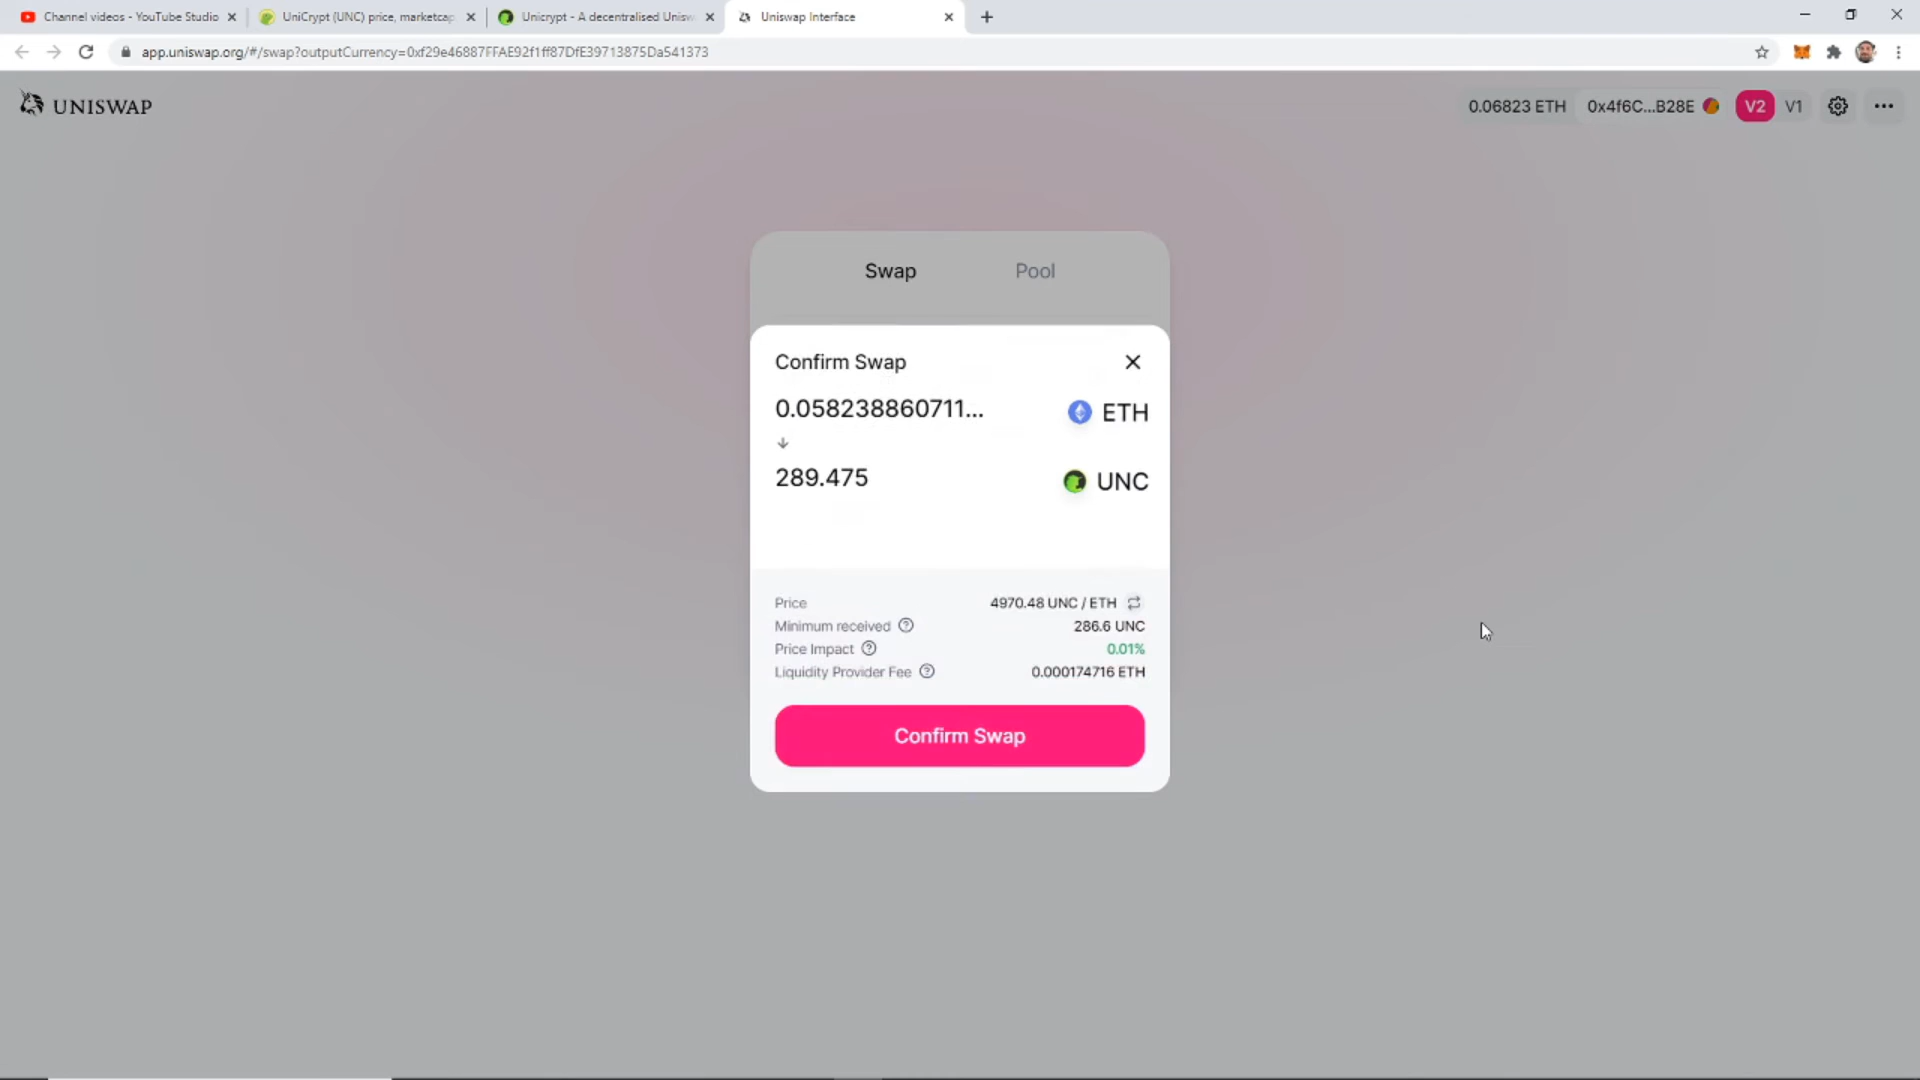 Channel videos - YouTube Studio
UniCrypt (UNC) price, marketcap
Unicrypt - A decentralised Unisw
Uniswap Interface
app.uniswap.org/#/swap?outputCurrency=0xf29e46887FFAE92f1ff87DfE39713875Da541373
UNISWAP
0.06823 ETH
0x4f6C...B28E
V2
V1
Swap
Pool
Confirm Swap
0.058238860711...
ETH
289.475
UNC
Price
4970.48 UNC / ETH
Minimum received
286.6 UNC
Price Impact
0.01%
Liquidity Provider Fee
0.000174716 ETH
Confirm Swap